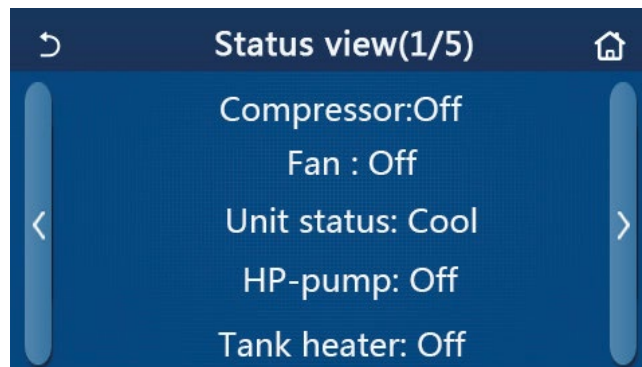 Status view(1/5)
Compressor:Off
Fan : Off
Unit status: Cool
HP-pump: Off
Tank heater: Off